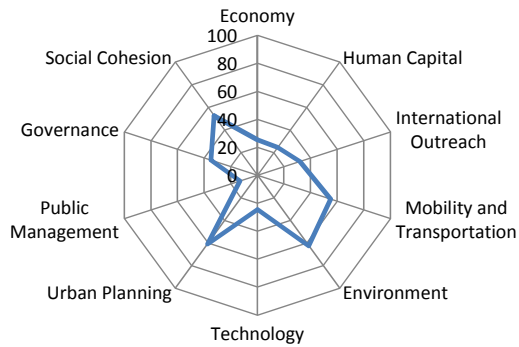 Economy
100
80
60
40
20
0
Human Capital
International
Outreach
Mobility and
Transportation
Environment
Technology
Urban Planning
Public
Management
Governance
Social Cohesion